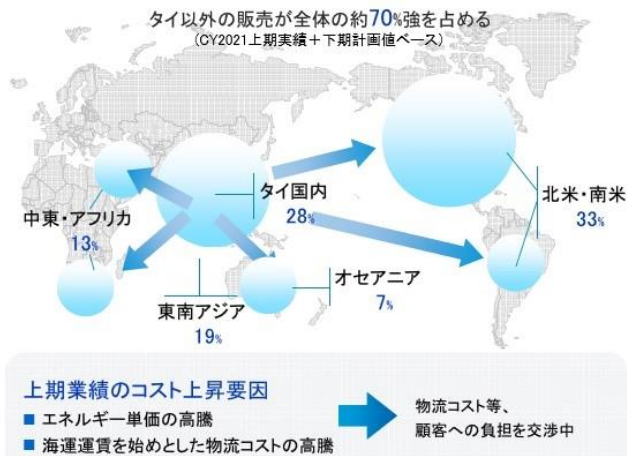 タイ以外の販売が全体の約70%強を占める
(CY2021上期実績＋下期計画値ベース)
中東・アフリカ
13%
タイ国内
28%
北米・南米
33%
東南アジア
19%
オセアニア
7%
上期業績のコスト上昇要因
■ エネルギー単価の高騰
■ 海運運賃を始めとした物流コストの高騰
物流コスト等、
顧客への負担を交渉中